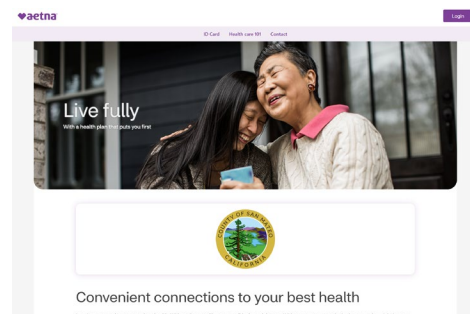 aetna
Login
ID Card Health care 101 Contact
Live fully
With a health plan that puts you first
COUNTY OF SAN MATEO
CALIFORNIA
Convenient connections to your best health